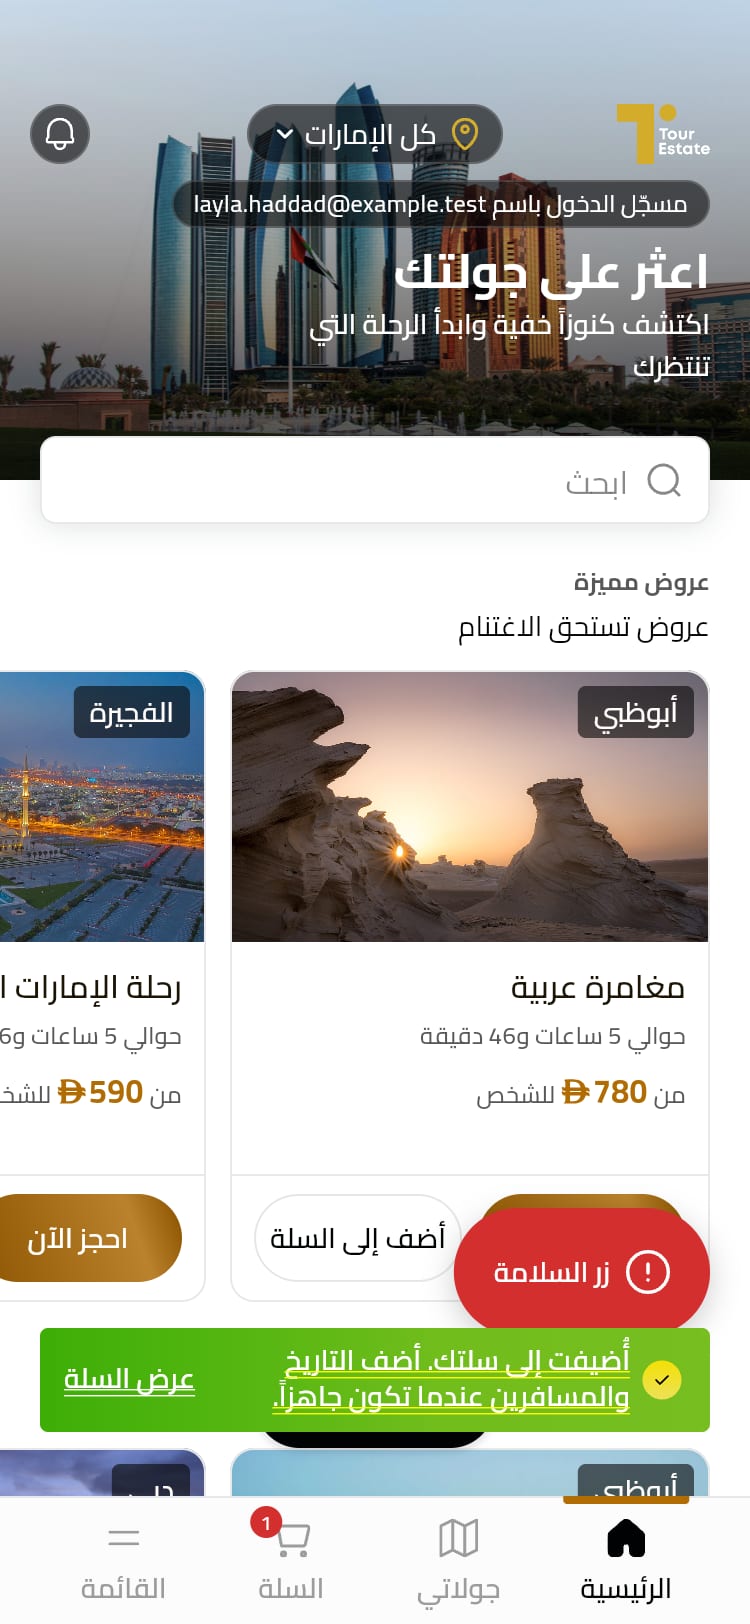 Tour
Estate
كل الإمارات
مسجّل الدخول باسم layla.haddad@example.test
اعثر على جولتك
اكتشف كنوزاً خفية وابدأ الرحلة التي
تنتظرك
ابحث
عروض مميزة
عروض تستحق الاغتنام
أبوظبي
مغامرة عربية
حوالي 5 ساعات و46 دقيقة
من 780 للشخص
أضف إلى السلة
الفجيرة
رحلة الإمارات
حوالي 5 ساعات
من 590
احجز الآن
زر السلامة
أُضيفت إلى سلتك. أضف التاريخ
والمسافرين عندما تكون جاهزاً.
عرض السلة
أبوظبي
دبي
الرئيسية
جولاتي
1
السلة
القائمة